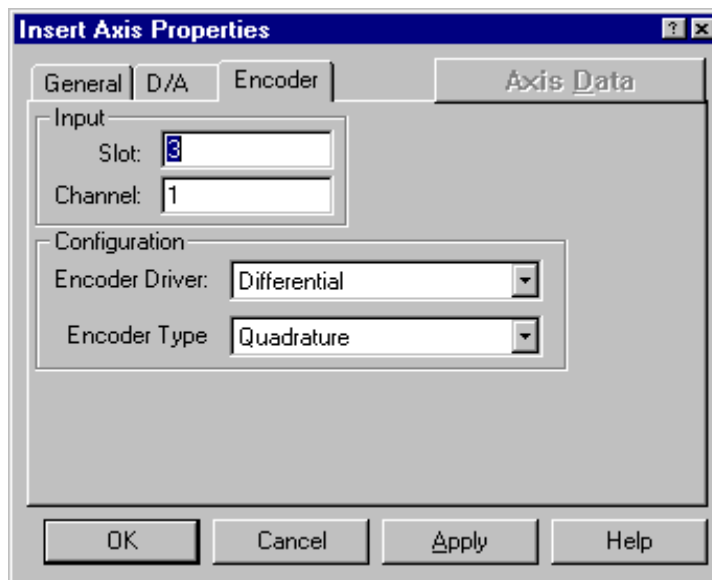 Insert Axis Properties
?
General D/A Encoder Axis Data
Input
Slot: 3
Channel: 1
Configuration
Encoder Driver: Differential
Encoder Type Quadrature
OK Cancel Apply Help